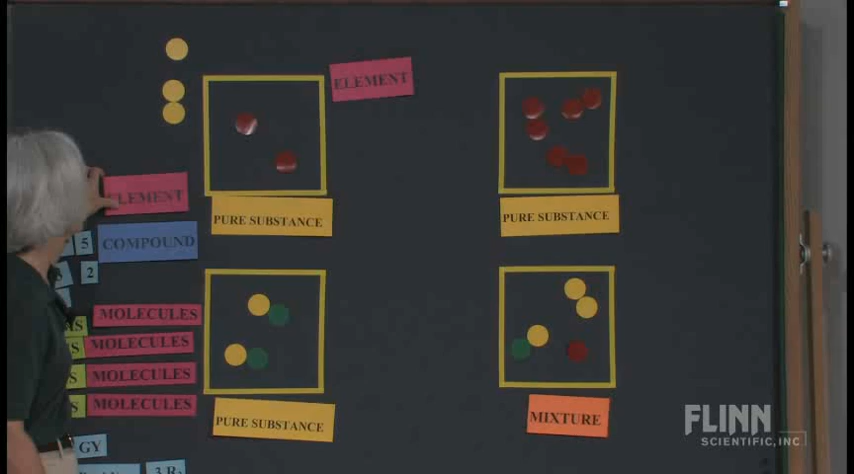 ELEMENT
ELEMENT
PURE SUBSTANCE
PURE SUBSTANCE
5
COMPOUND
2
MOLECULES
MOLECULES
S
MOLECULES
S
MOLECULES
S
PURE SUBSTANCE
MIXTURE
GY
FLINN
SCIENTIFIC, INC